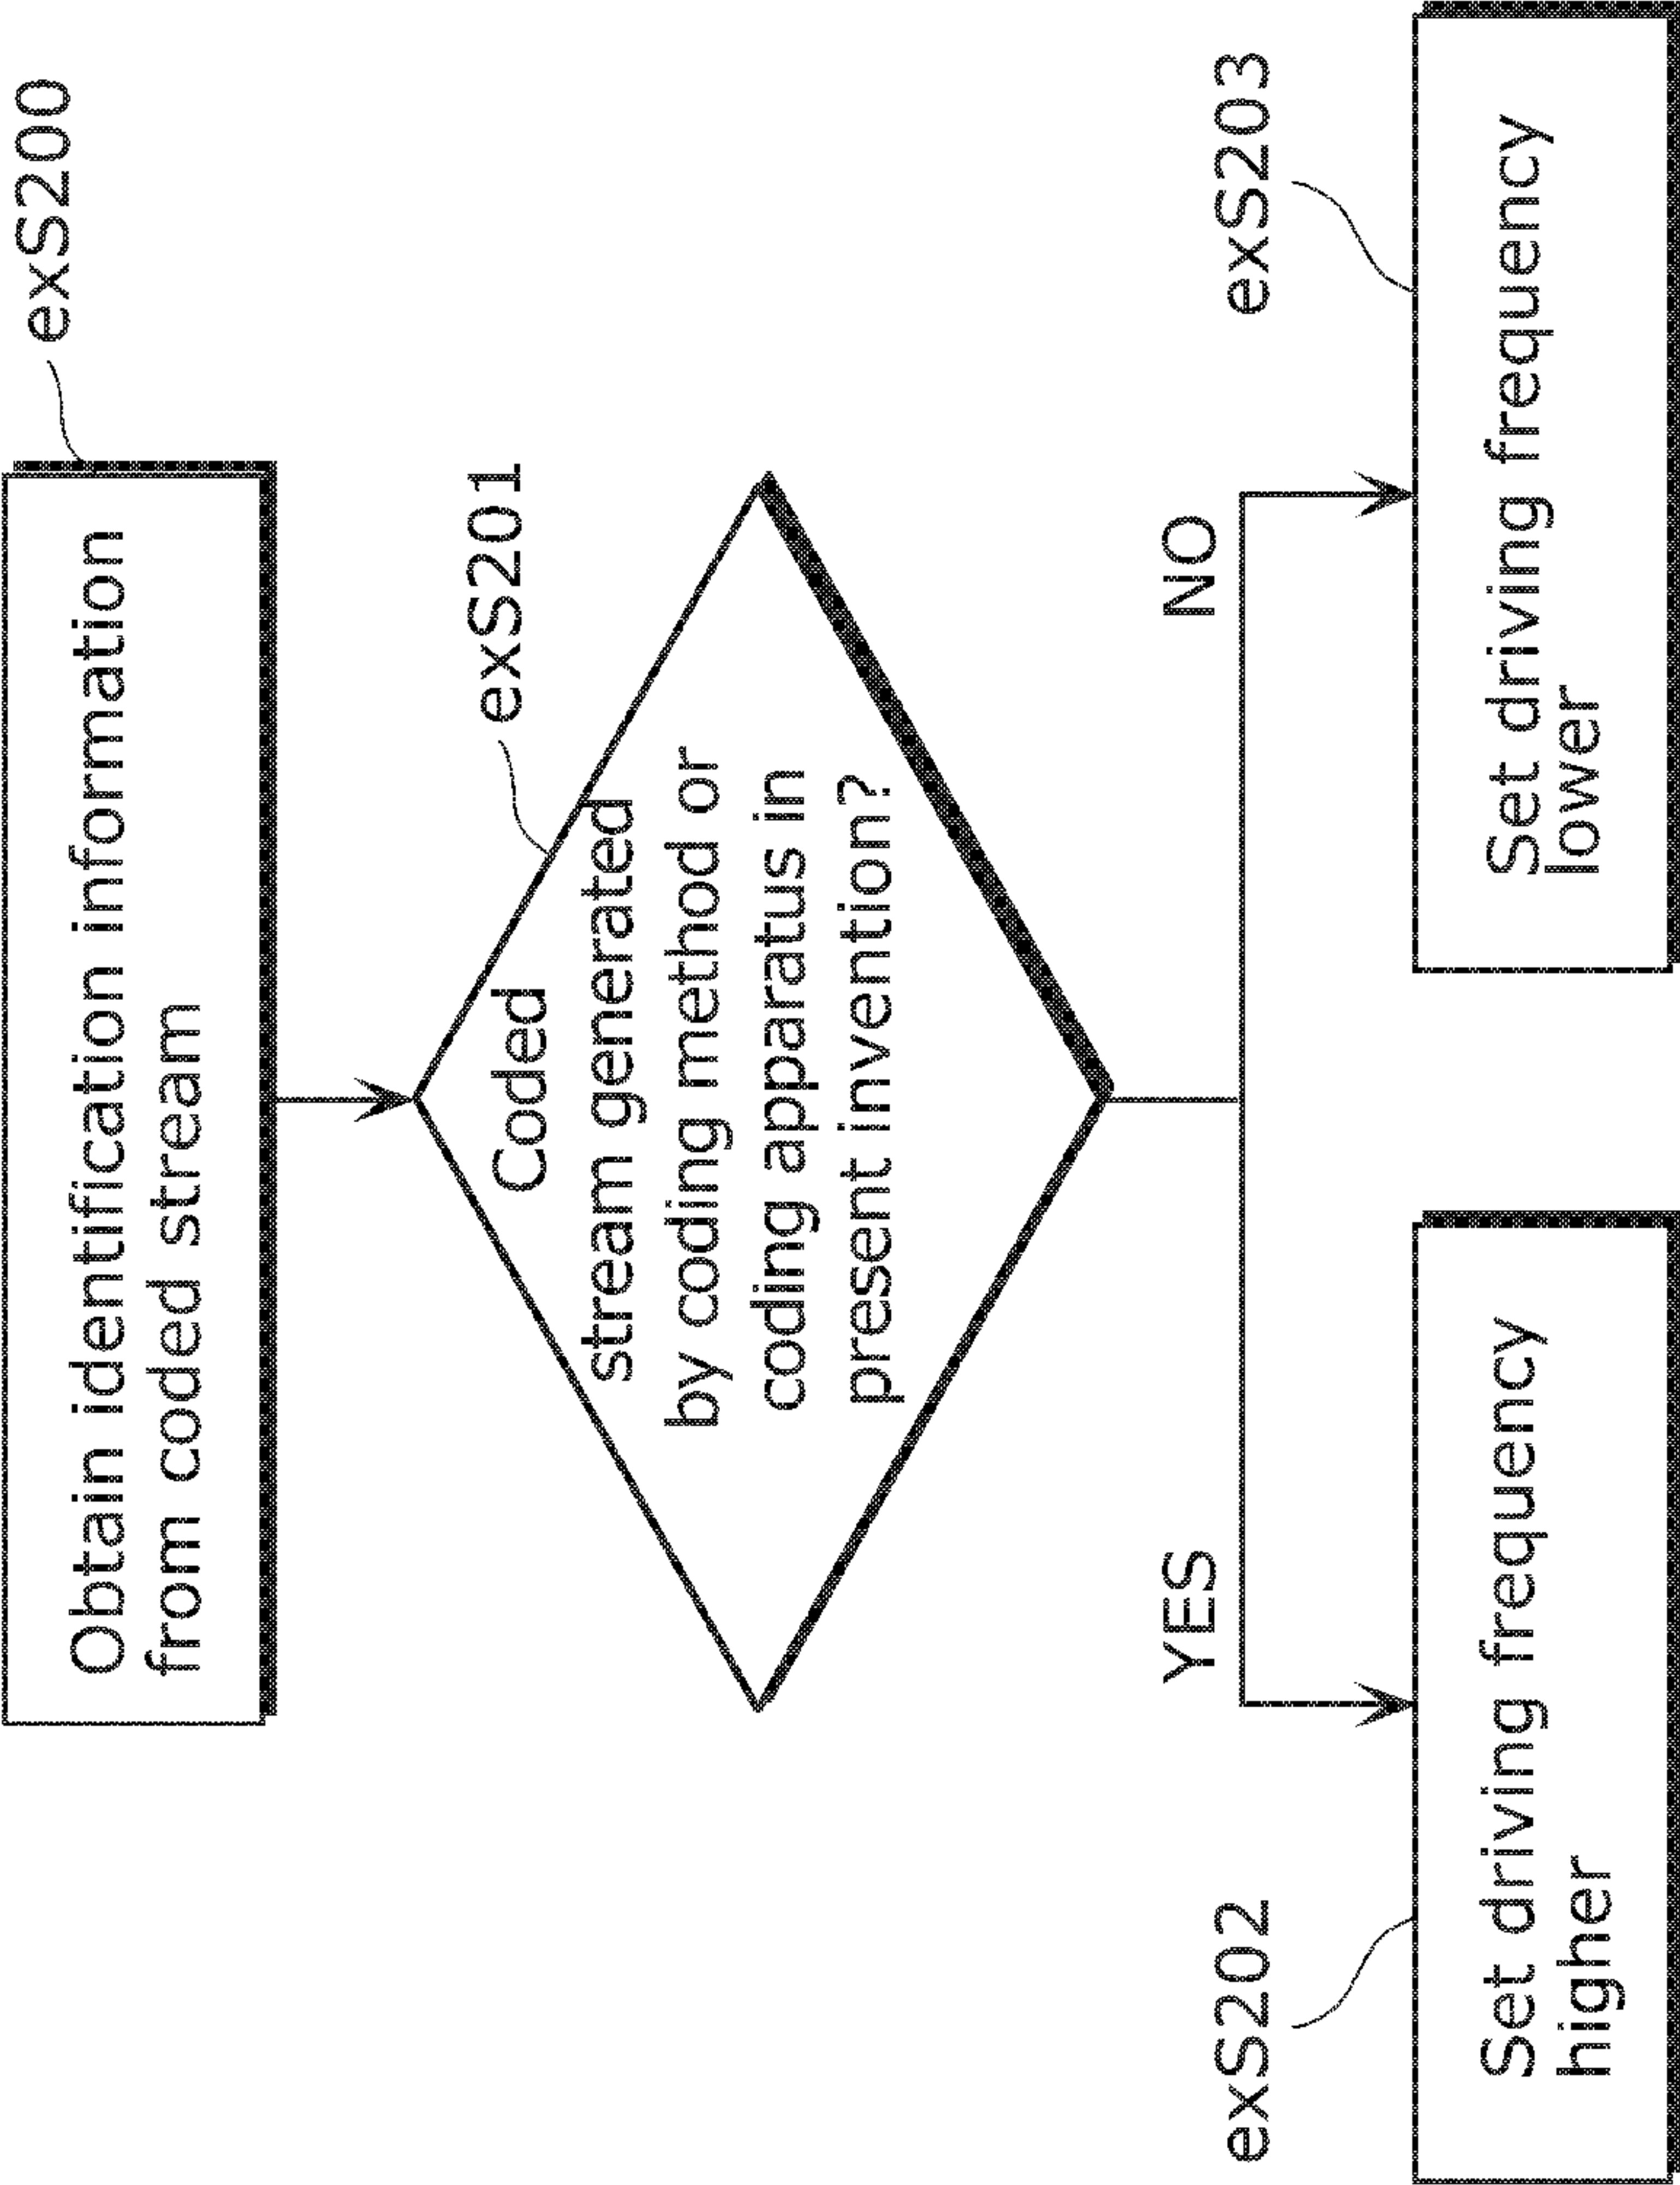 exS200
Obtain identification information
from coded stream
exS201
Coded
stream generated
by coding method or
coding apparatus in
present invention?
YES
NO
exS202
exS203
Set driving frequency
higher
Set driving frequency
lower